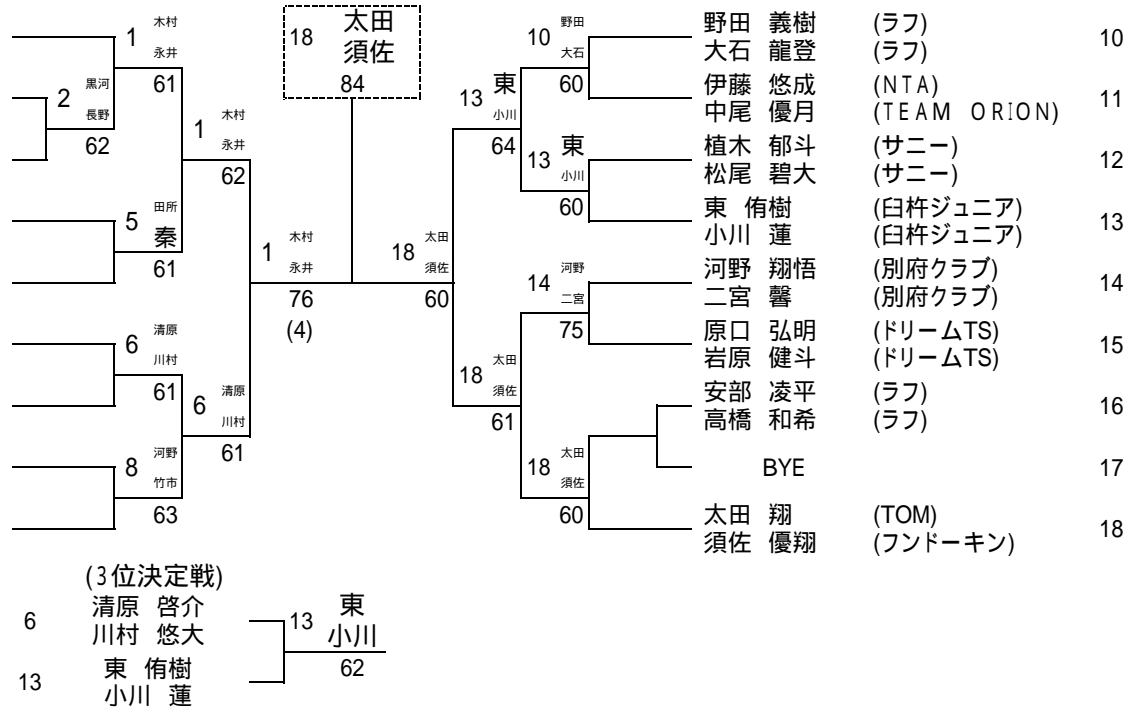 木村
1
永井
61
黒河
2
長野
62
木村
1
永井
62
田所
5
秦
61
木村
1
永井
76
(4)
清原
6
川村
61
清原
6
川村
61
河野
8
竹市
63
太田
18
須佐
84
太田
18
須佐
60
東
13
小川
64
野田
10
大石
60
東
13
小川
60
河野
14
二宮
75
太田
18
須佐
61
太田
18
須佐
60
野田 義樹 (ラフ)
大石 龍登 (ラフ)
10
伊藤 悠成 (NTA)
中尾 優月 (TEAM ORION)
11
植木 郁斗 (サニー)
松尾 碧大 (サニー)
12
東 侑樹 (臼杵ジュニア)
小川 蓮 (臼杵ジュニア)
13
河野 翔悟 (別府クラブ)
二宮 馨 (別府クラブ)
14
原口 弘明 (ドリームTS)
岩原 健斗 (ドリームTS)
15
安部 凌平 (ラフ)
高橋 和希 (ラフ)
16
BYE 17
太田 翔 (TOM)
須佐 優翔 (フンドーキン)
18
(3位決定戦)
清原 啓介
6
川村 悠大
東 侑樹
13
小川 蓮
東
13
小川
62